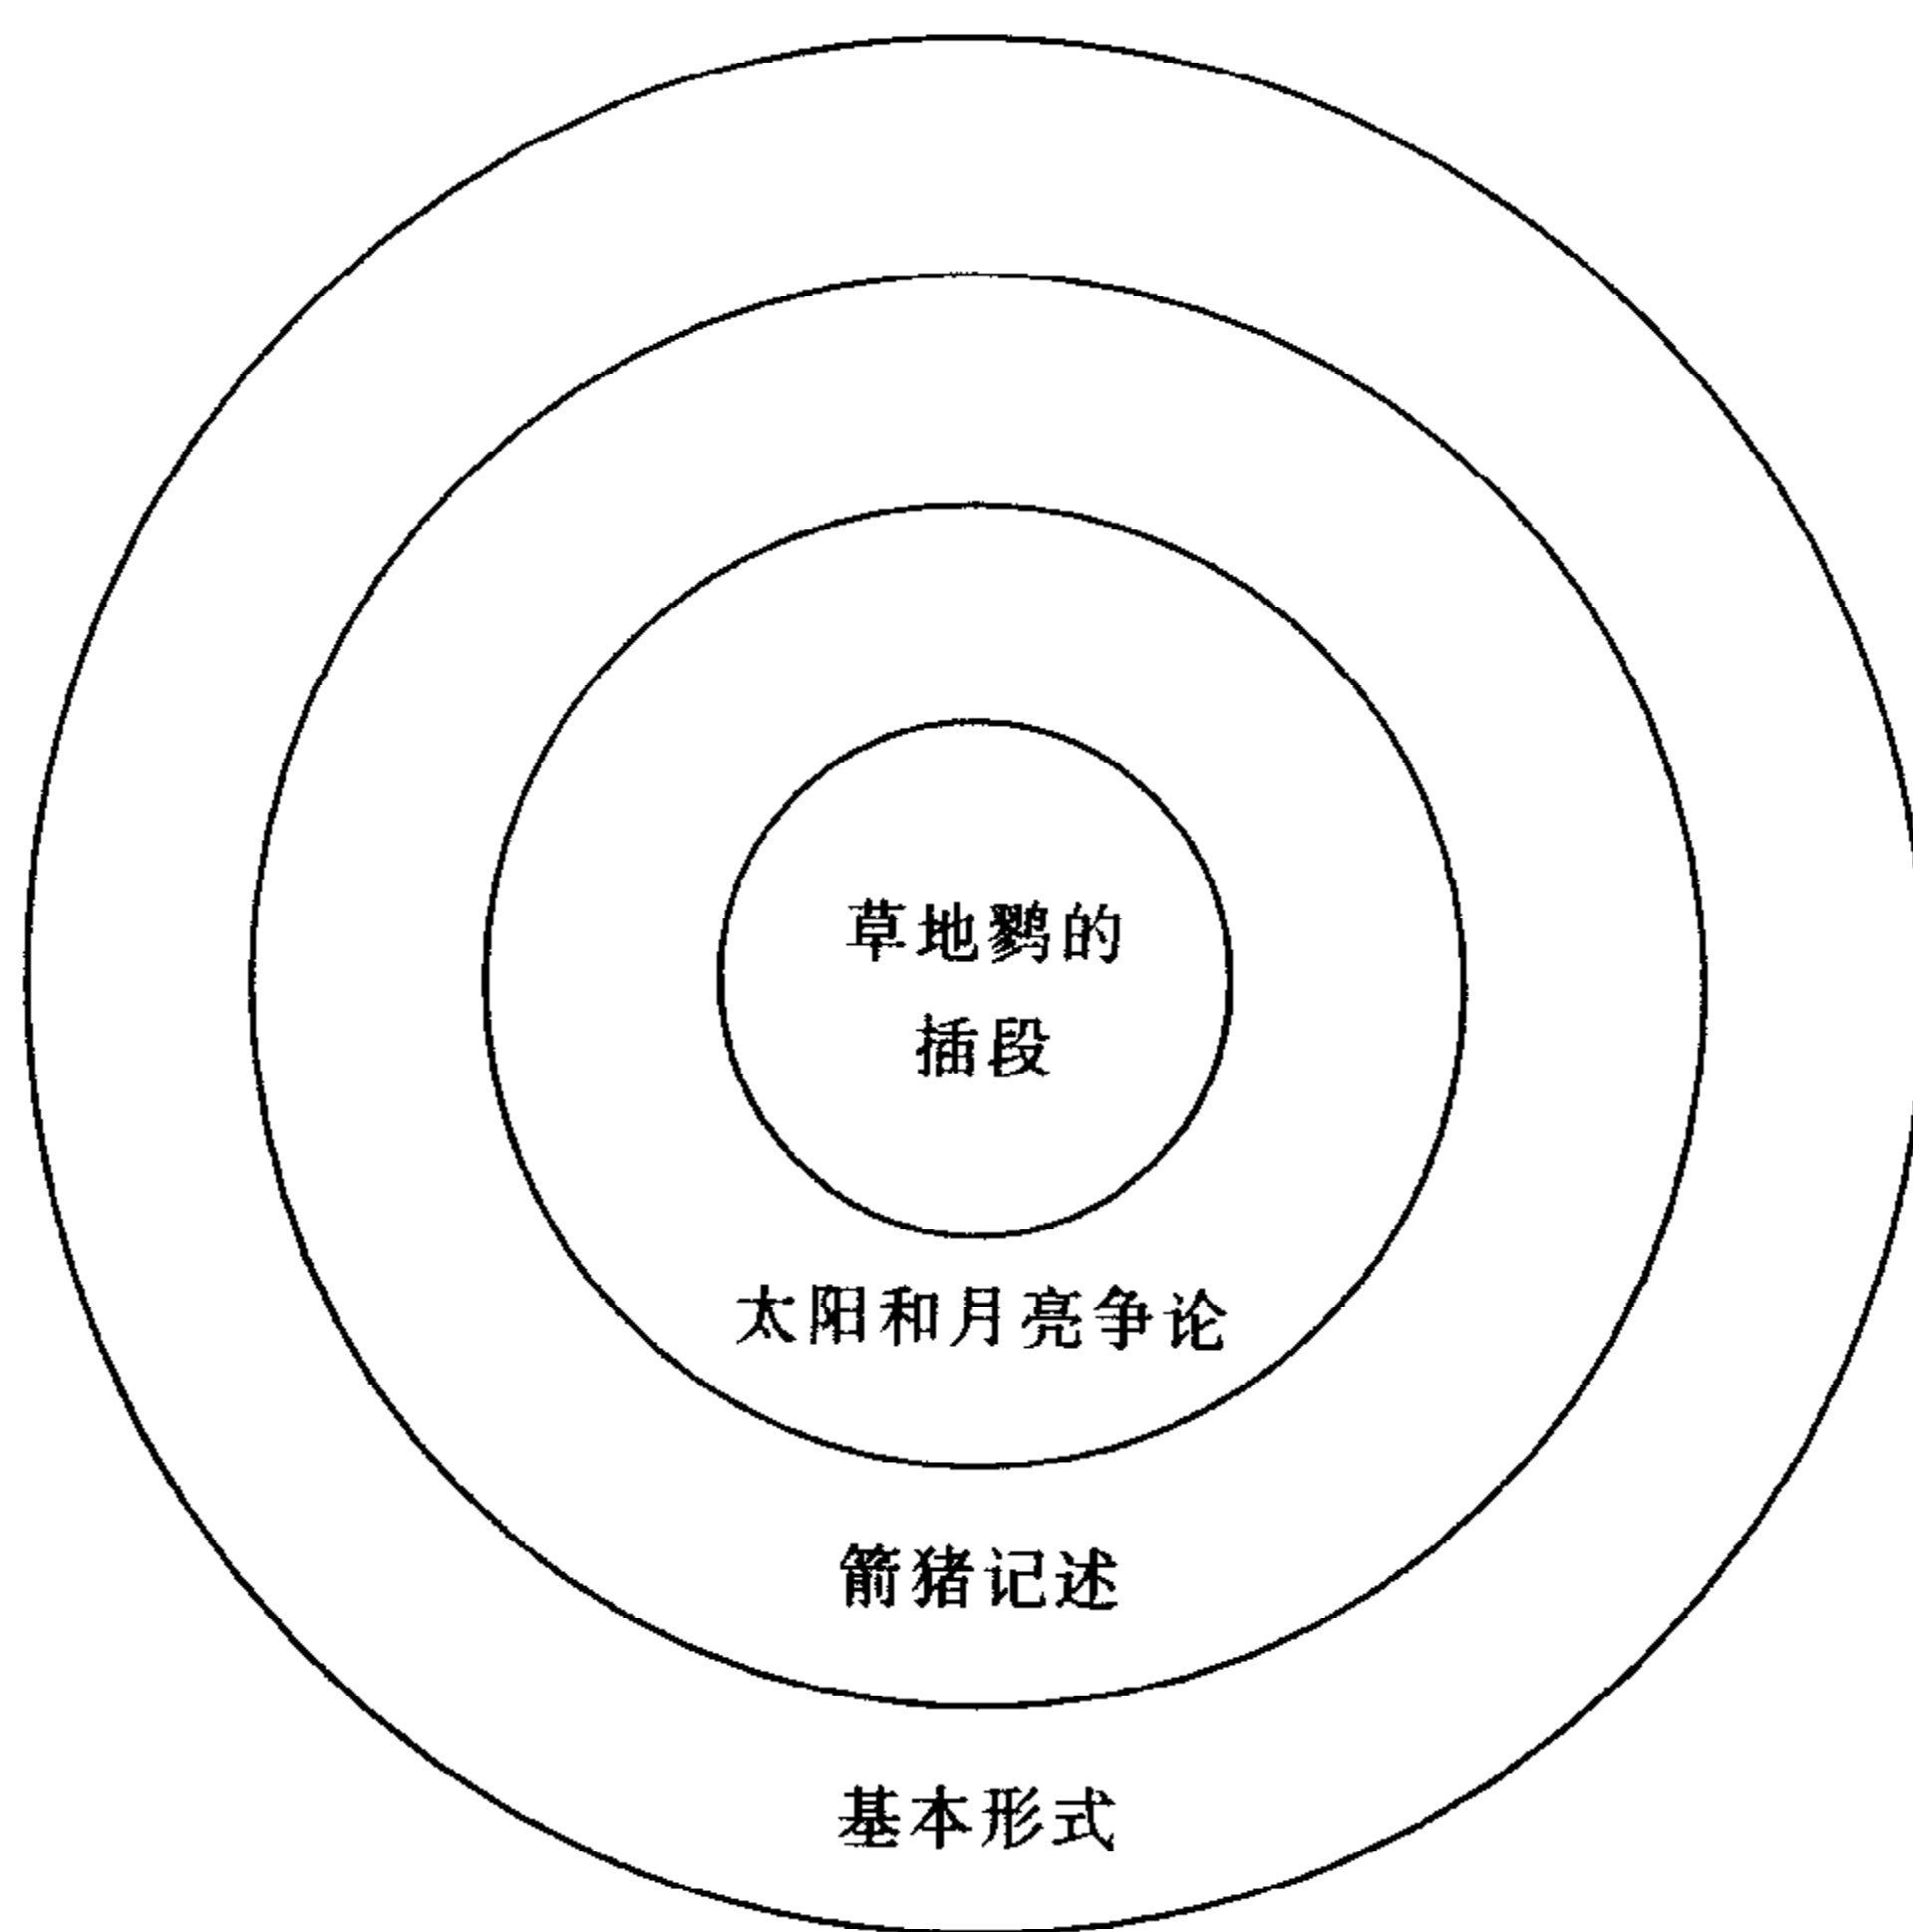 草地鹨的
插段
太阳和月亮争论
箭猪记述
基本形式